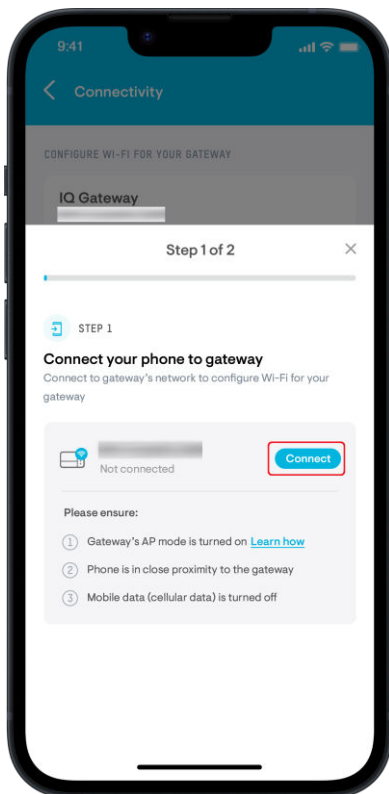 9:41
Connectivity
CONFIGURE WI-FI FOR YOUR GATEWAY
IQ Gateway
Step 1 of 2
STEP 1
Connect your phone to gateway
Connect to gateway's network to configure Wi-Fi for your
gateway
Not connected
Connect
Please ensure:
1 Gateway's AP mode is turned on Learn how
2 Phone is in close proximity to the gateway
3 Mobile data (cellular data) is turned off